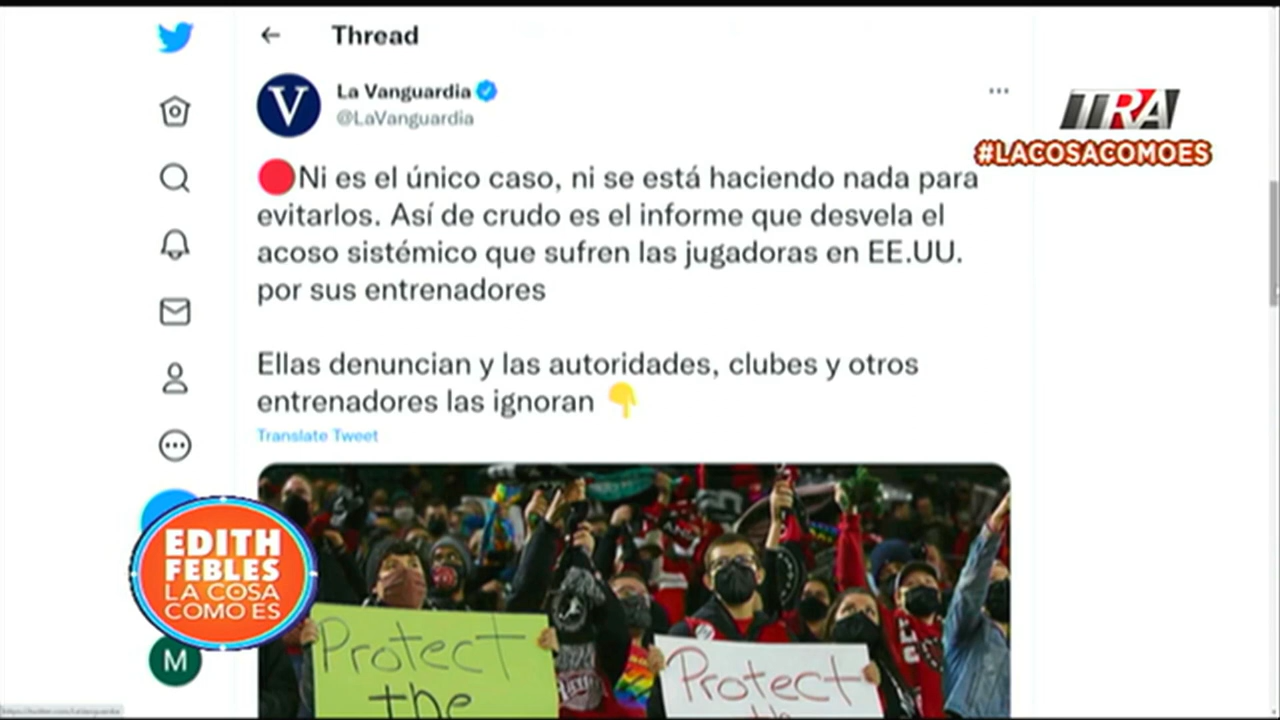 Thread
La Vanguardia
@LaVanguardia
TRA
#LACOSACOMOES
Ni es el único caso, ni se está haciendo nada para
evitarlos. Así de crudo es el informe que desvela el
acoso sistémico que sufren las jugadoras en EE.UU.
por sus entrenadores
Ellas denuncian y las autoridades, clubes y otros
entrenadores las ignoran
Translate Tweet
EDITH
FEBLES
LA COSA
COMO ES
M
Protect
the
Protect